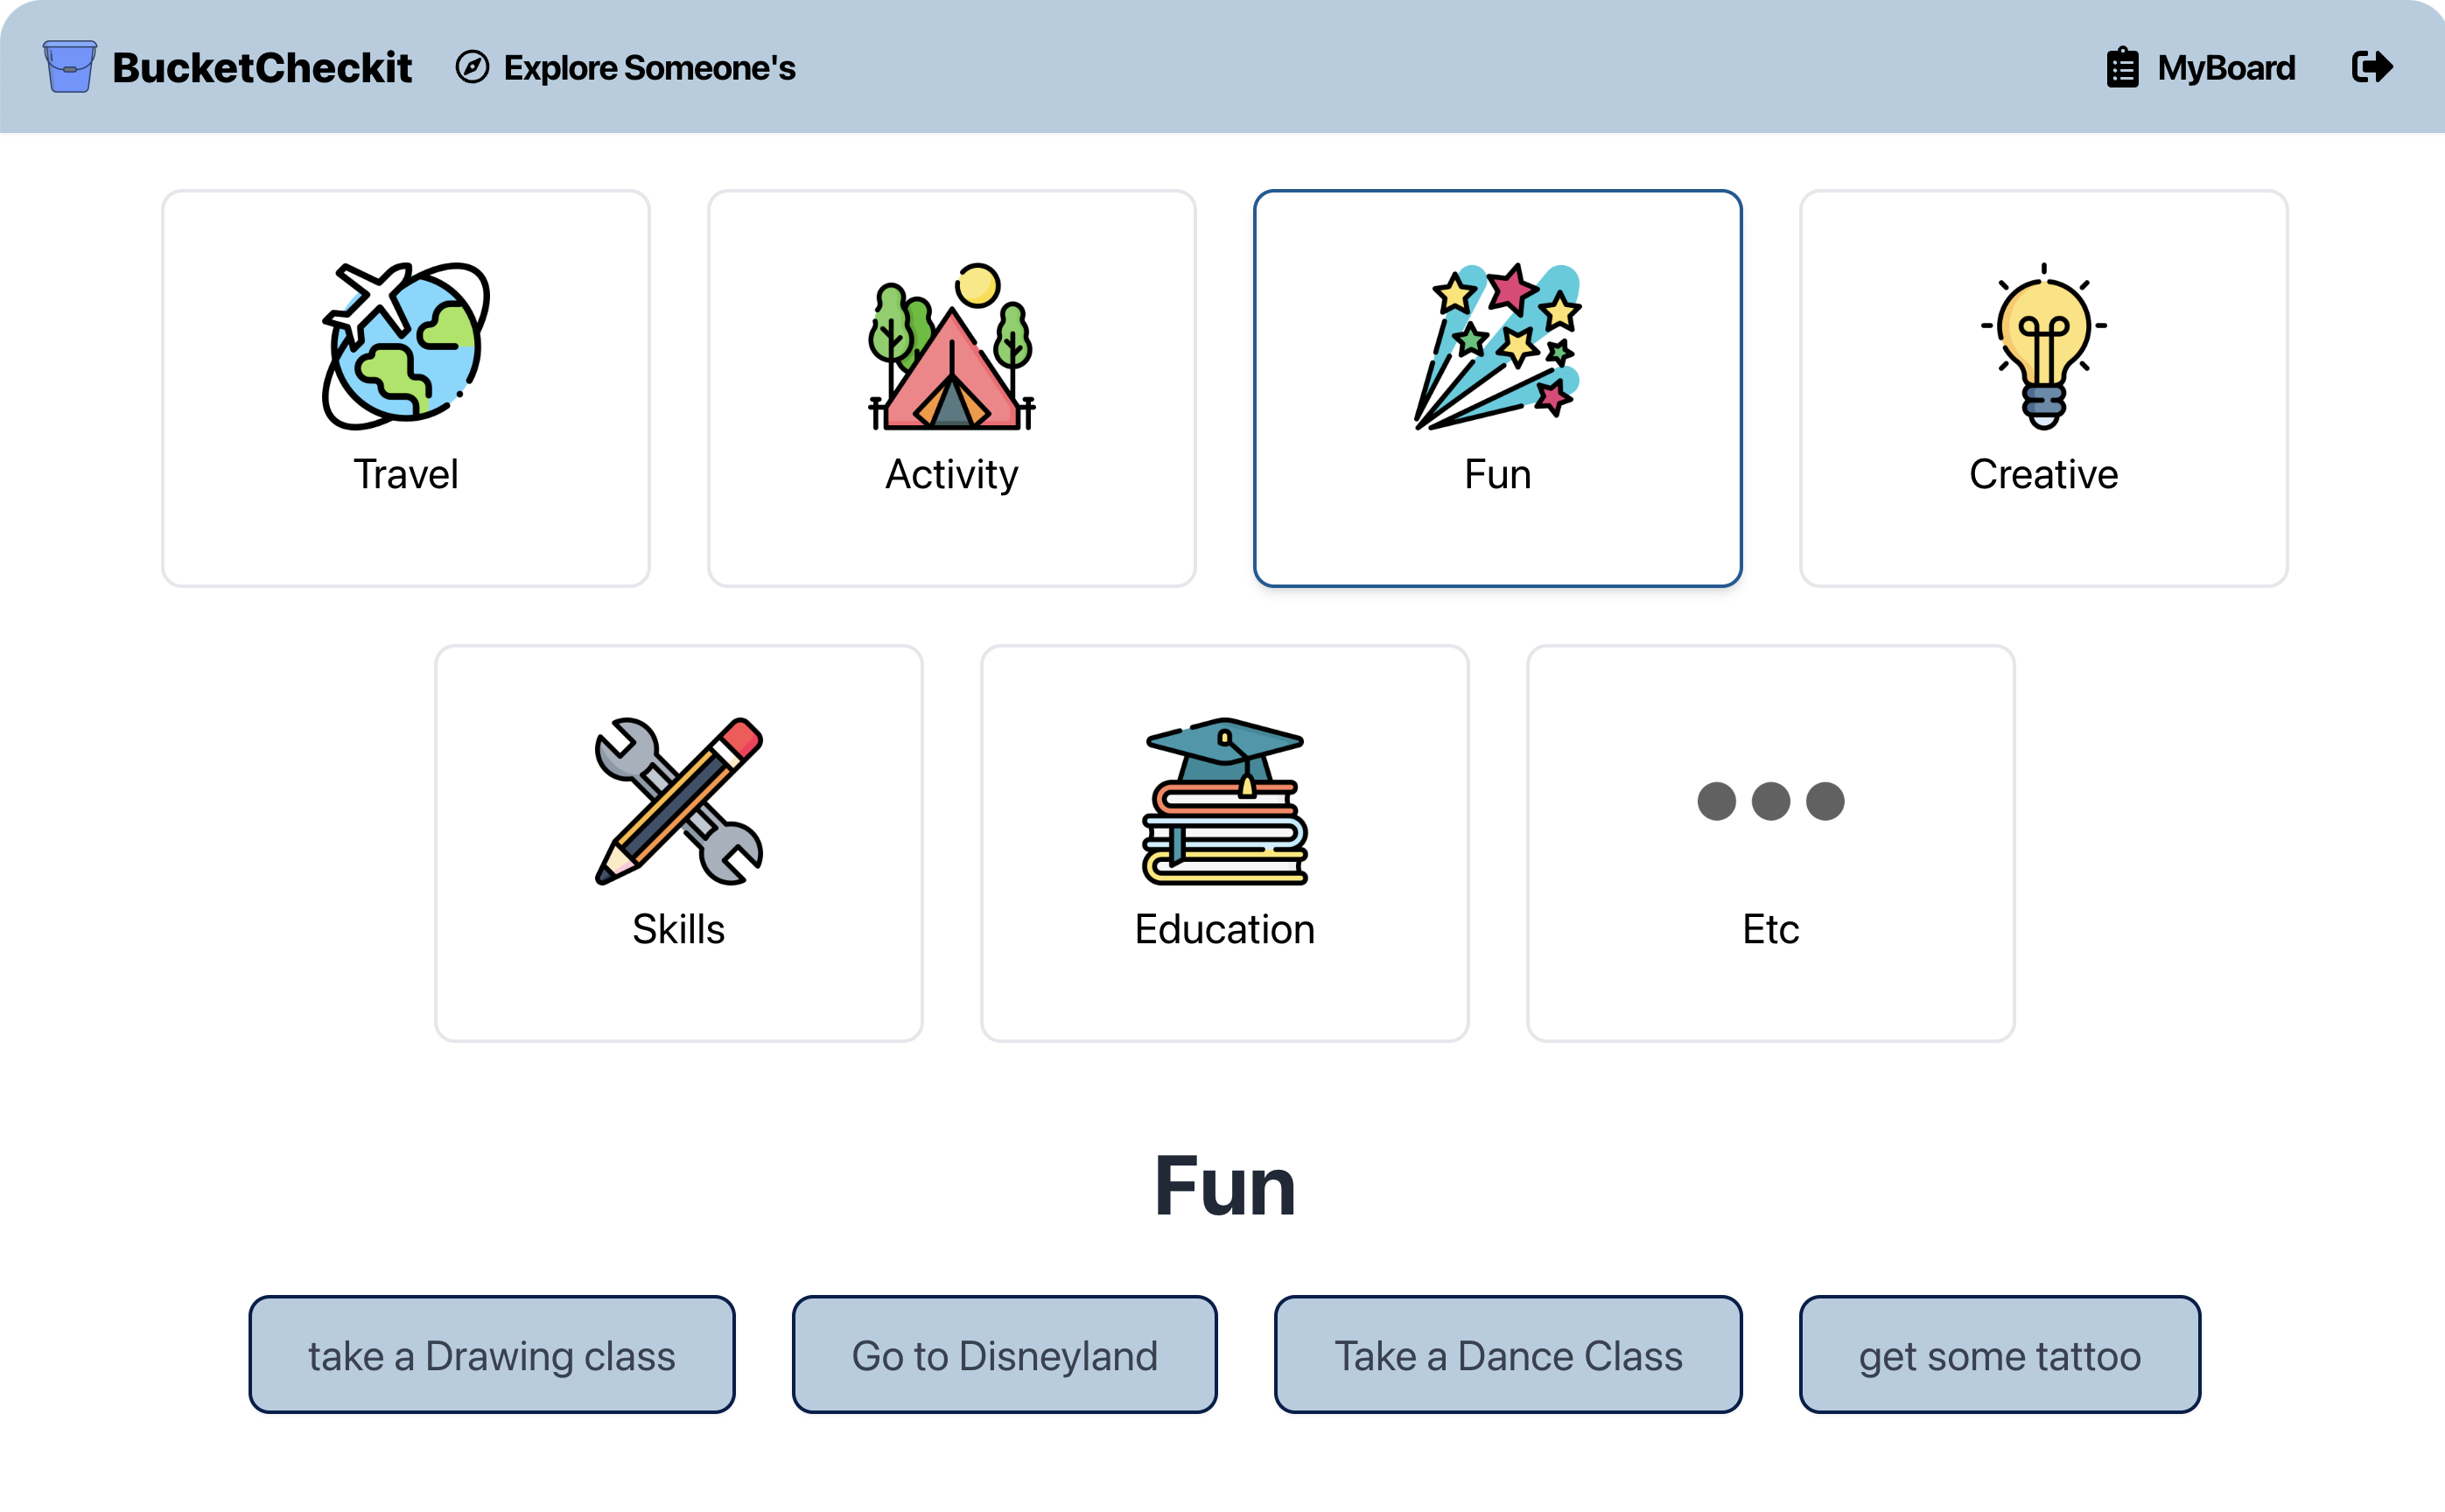 BucketCheckit Explore Someone's MyBoard
Travel Activity Fun Creative
Skills Education Etc
Fun
take a Drawing class Go to Disneyland Take a Dance Class get some tattoo